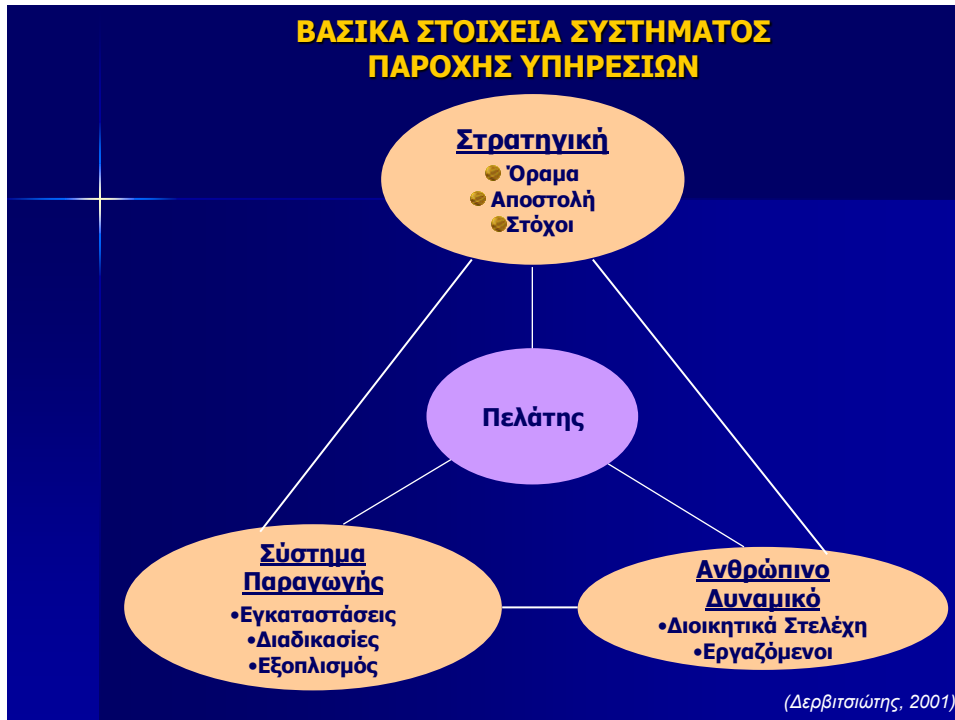 ΒΑΣΙΚΑ ΣΤΟΙΧΕΙΑ ΣΥΣΤΗΜΑΤΟΣ
ΠΑΡΟΧΗΣ ΥΠΗΡΕΣΙΩΝ
Στρατηγική
Όραμα
Αποστολή
Στόχοι
Πελάτης
Σύστημα
Παραγωγής
•Εγκαταστάσεις
•Διαδικασίες
•Εξοπλισμός
Ανθρώπινο
Δυναμικό
•Διοικητικά Στελέχη
•Εργαζόμενοι
(Δερβιτσιώτης, 2001)